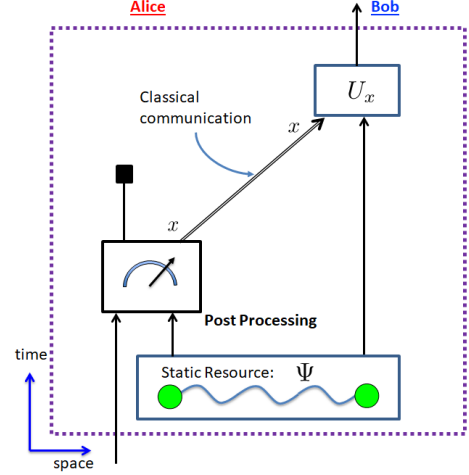 Alice
Bob
U_x
Classical
communication
x
x
Post Processing
time
Static Resource: Ψ
space